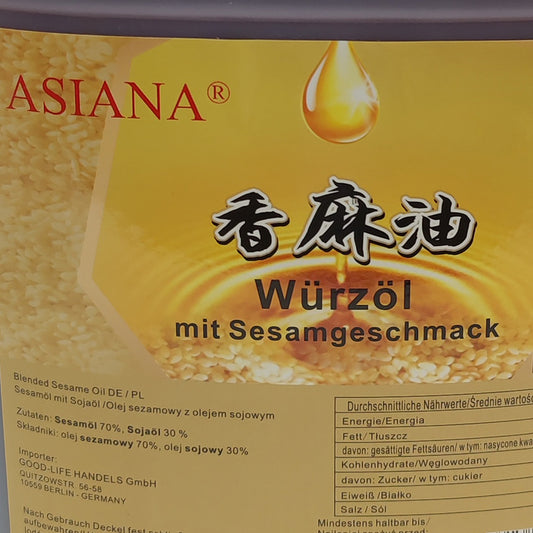 ASIANA®
香麻油
Würzöl
mit Sesamgeschmack
Blended Sesame Oil DE / PL
Sesamöl mit Sojaöl /Olej sezamowy z olejem sojowym
Zutaten: Sesamöl 70%, Sojaöl 30 %
Składniki: olej sezamowy 70%, olej sojowy 30%
Importer:
GOOD-LIFE HANDELS GmbH
QUITZOWSTR. 56-58
10559 BERLIN - GERMANY
Nach Gebrauch Deckel fest
aufbewahren/
Durchschnittliche Nährwerte/Średnie wartoś
Energie/Energia
Fett/ Tłuszcz
davon: gesättigte Fettsäuren/ w tym: nasycone kwa
Kohlenhydrate/Węglowodany
davon: Zucker/ w tym: cukier
Eiweiß /Białko
Salz / Sól
Mindestens haltbar bis/